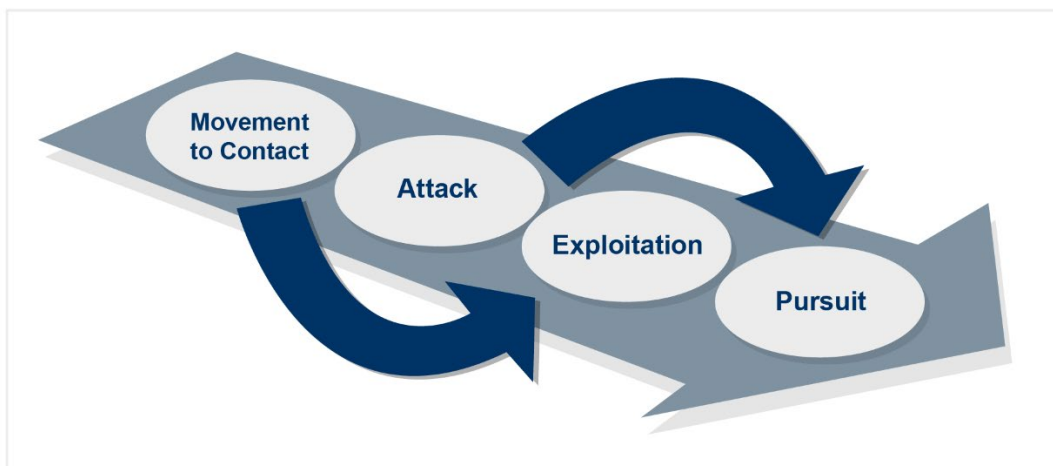 Movement
to Contact
Attack
Exploitation
Pursuit